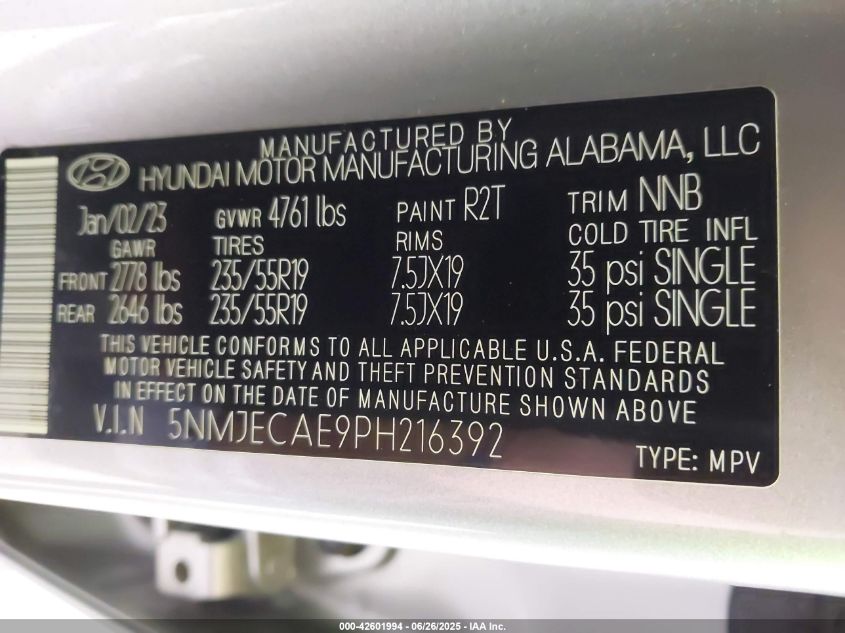 MANUFACTURED BY
HYUNDAI MOTOR MANUFACTURING ALABAMA, LLC
Jan/02/23 GVWR 4761 lbs PAINT R2T TRIM NNB
GAWR TIRES RIMS COLD TIRE INFL
FRONT 2778 lbs 235/55R19 7.5JX19 35 psi SINGLE
REAR 2646 lbs 235/55R19 7.5JX19 35 psi SINGLE
THIS VEHICLE CONFORMS TO ALL APPLICABLE U.S.A. FEDERAL
MOTOR VEHICLE SAFETY AND THEFT PREVENTION STANDARDS
IN EFFECT ON THE DATE OF MANUFACTURE SHOWN ABOVE
V.I.N 5NMJECAE9PH216392
TYPE: MPV
000-42601994 - 06/26/2025 - IAA Inc.